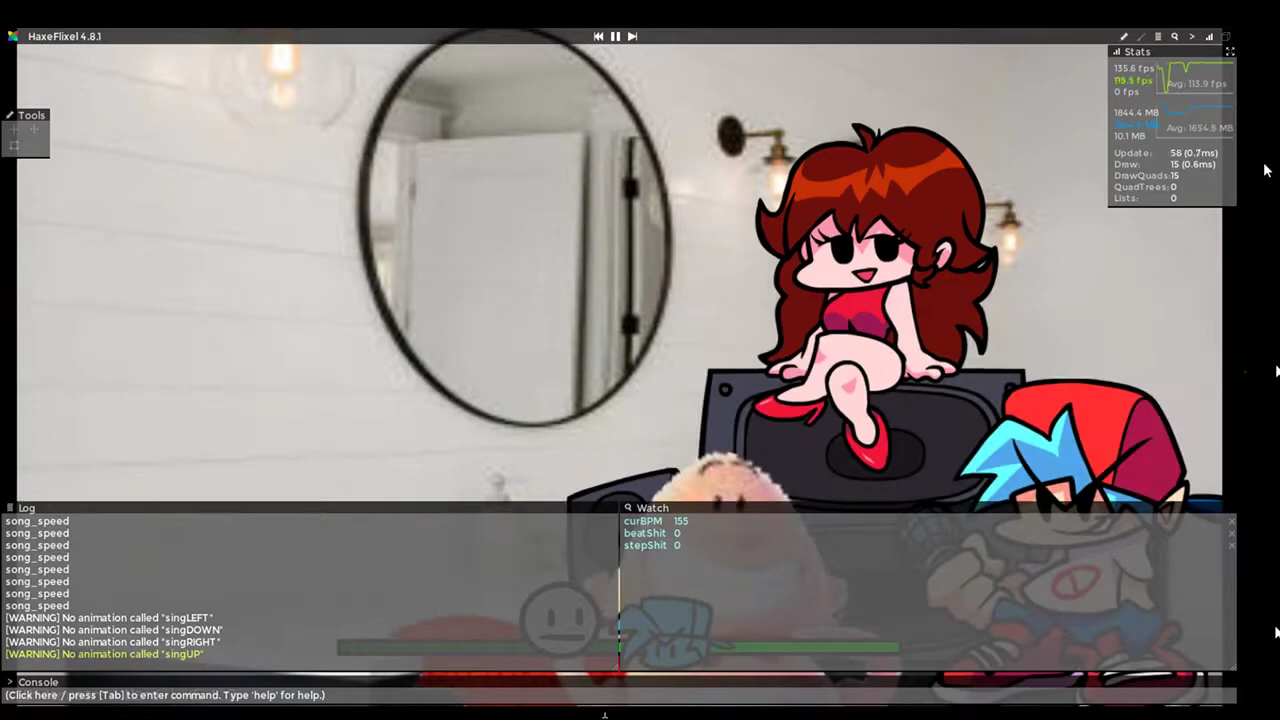 HaxeFlixel 4.8.1
Stats
135.6 fps
0 fps
Avg: 113.9 fps
1844.4 MB
10.1 MB
Avg: 1654.8 MB
Update: 58 (0.7ms)
Draw: 15 (0.6ms)
DrawQuads: 15
QuadTrees: 0
Lists: 0
Tools
Log
song_speed
song_speed
song_speed
song_speed
song_speed
song_speed
song_speed
song_speed
[WARNING] No animation called "singLEFT"
[WARNING] No animation called "singDOWN"
[WARNING] No animation called "singRIGHT"
[WARNING] No animation called "singUP"
Watch
curBPM 155
beatShit 0
stepShit 0
> Console
(Click here / press [Tab] to enter command. Type 'help' for help.)